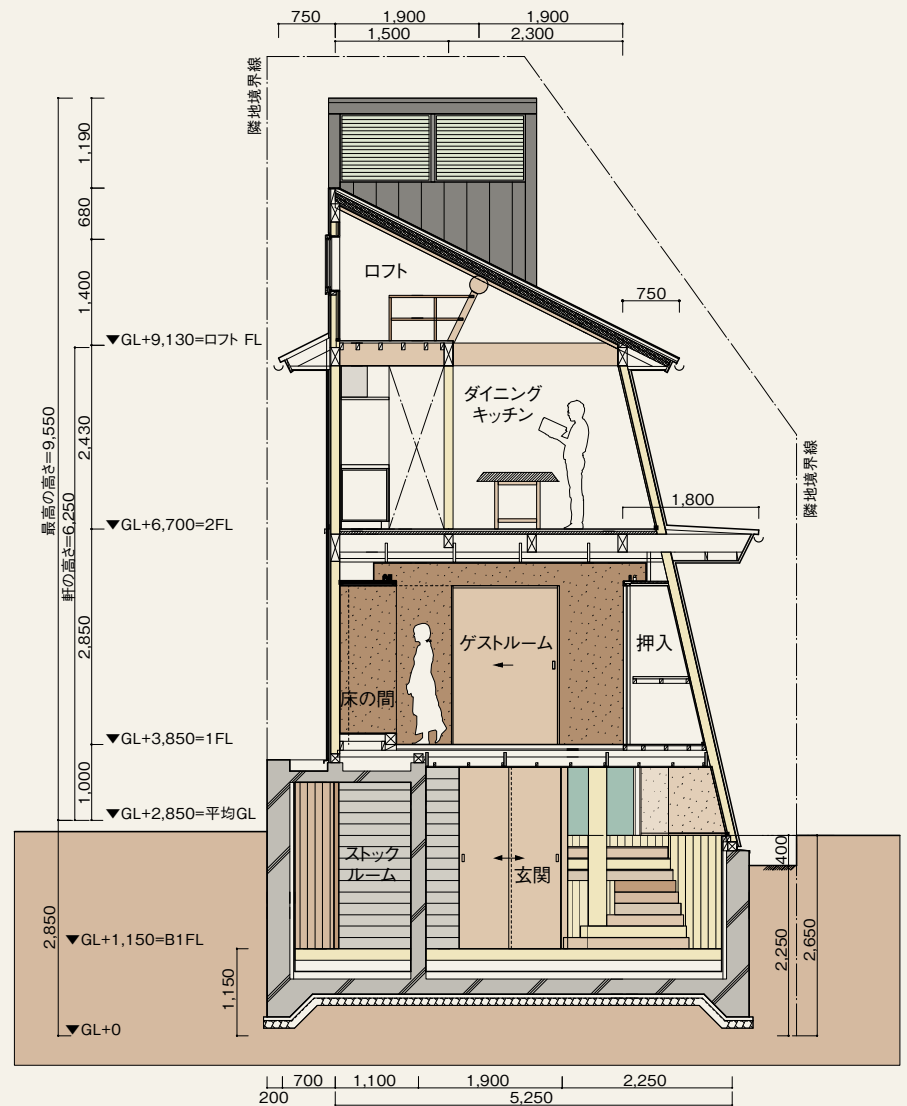 750
1,900
1,900
1,500
2,300
隣地境界線
1,190
680
1,400
ロフト
750
▼GL+9,130=ロフト FL
最高の高さ=9,550
軒の高さ=6,250
2,430
ダイニング
キッチン
隣地境界線
1,800
▼GL+6,700=2FL
2,850
ゲストルーム
押入
床の間
▼GL+3,850=1FL
1,000
▼GL+2,850=平均GL
400
ストック
ルーム
玄関
2,850
▼GL+1,150=B1FL
2,250
2,650
1,150
▼GL+0
700
1,100
1,900
2,250
200
5,250